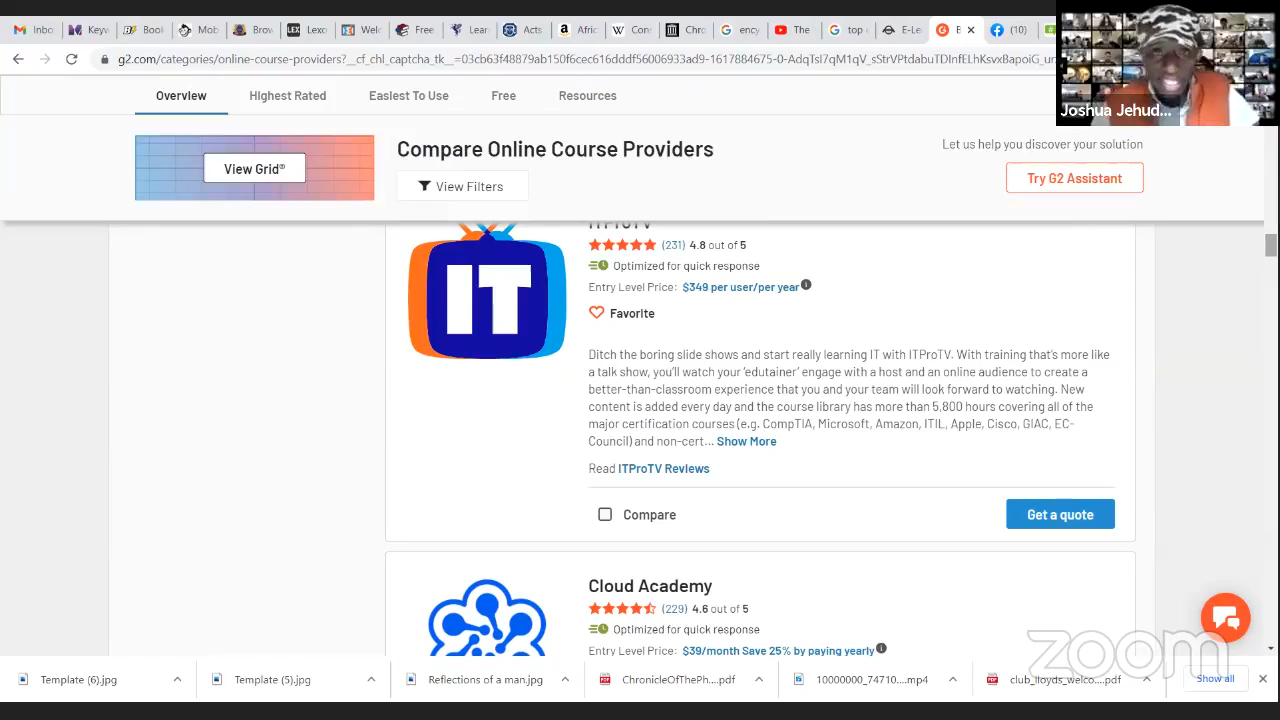 Inbo
Keyv
Book
Mob
Brov
LEX Lexo
Welc
Free
Lear
Acts
Afric
Con
Chro
ency
The
top
E-Le
B
(10)
g2.com/categories/online-course-providers?__cf_chl_captcha_tk__=
Overview
Highest Rated
Easiest To Use
Free
Resources
Joshua Jehud...
View Grid®
Compare Online Course Providers
View Filters
Let us help you discover your solution
Try G2 Assistant
IT
ITProTV
(231) 4.8 out of 5
Optimized for quick response
Entry Level Price: $349 per user/per year
Favorite
Ditch the boring slide shows and start really learning IT with ITProTV. With training that's more like
a talk show, you'll watch your 'edutainer' engage with a host and an online audience to create a
better-than-classroom experience that you and your team will look forward to watching. New
content is added every day and the course library has more than 5,800 hours covering all of the
major certification courses (e.g. CompTIA, Microsoft, Amazon, ITIL, Apple, Cisco, GIAC, EC-
Council) and non-cert... Show More
Read ITProTV Reviews
Compare
Get a quote
Cloud Academy
(229) 4.6 out of 5
Optimized for quick response
Entry Level Price: $39/month Save 25% by paying yearly
zoom
Template (6).jpg
Template (5).jpg
Reflections of a man.jpg
ChronicleOfThePh....pdf
10000000_74710....mp4
club_lloyds_welco....pdf
Show all